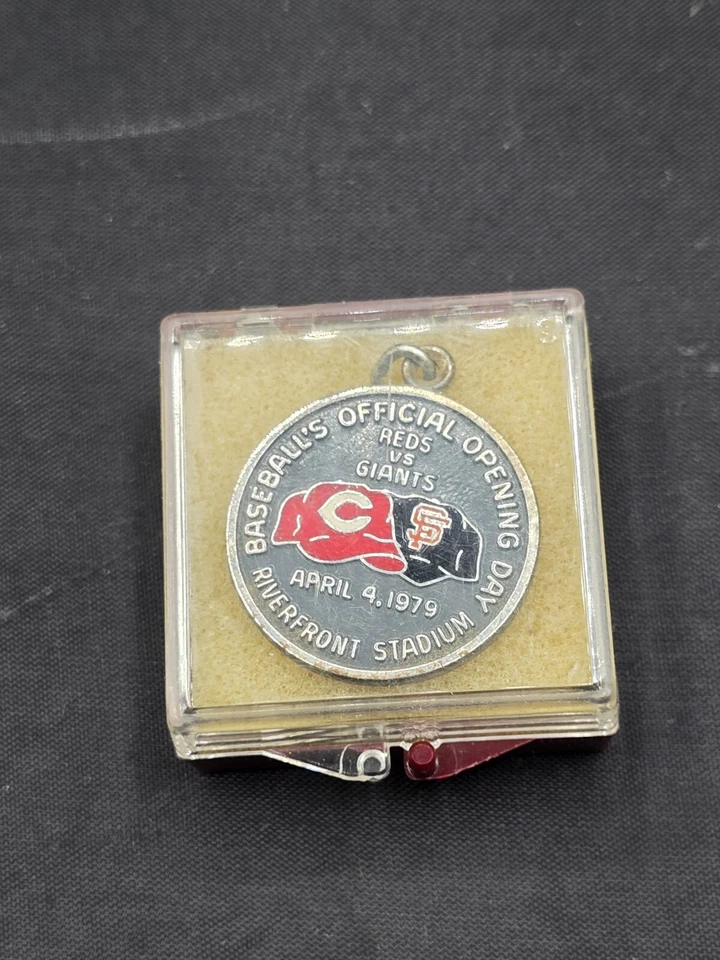 BASEBALL'S OFFICIAL OPENING DAY
REDS
VS
GIANTS
C
SF
APRIL 4, 1979
RIVERFRONT STADIUM